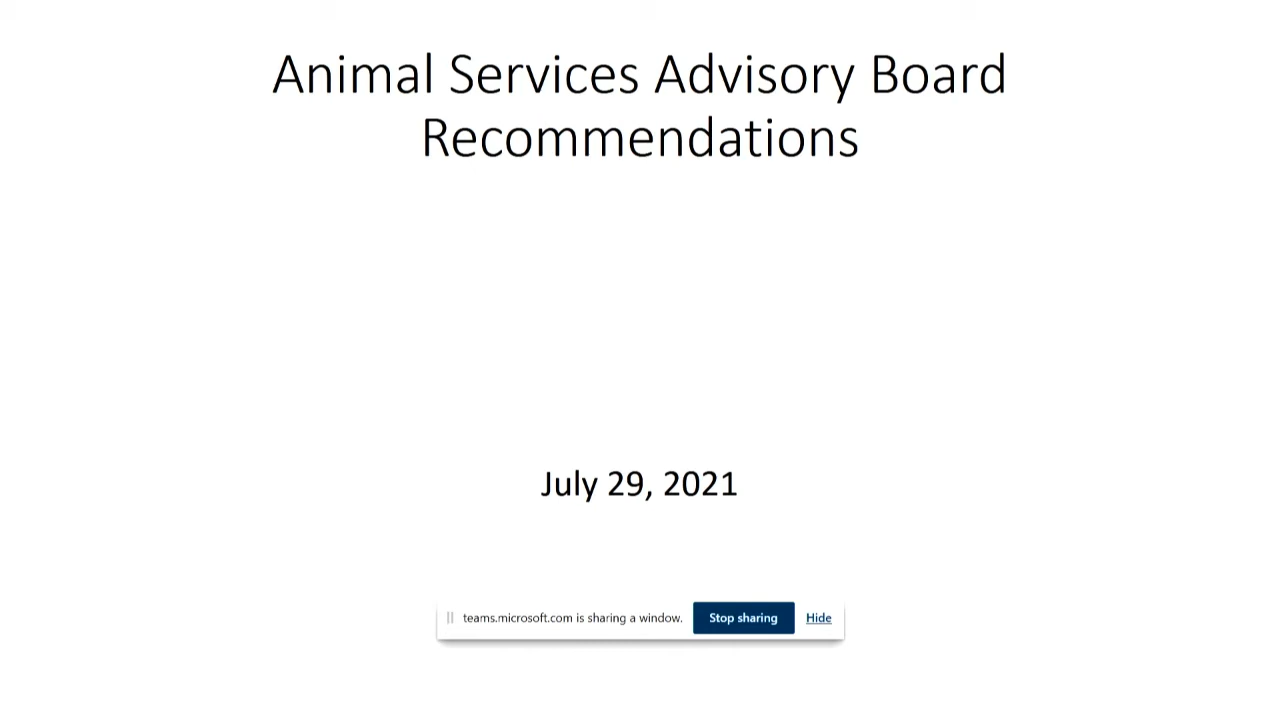 Animal Services Advisory Board
Recommendations
July 29, 2021
teams.microsoft.com is sharing a window. Stop sharing Hide